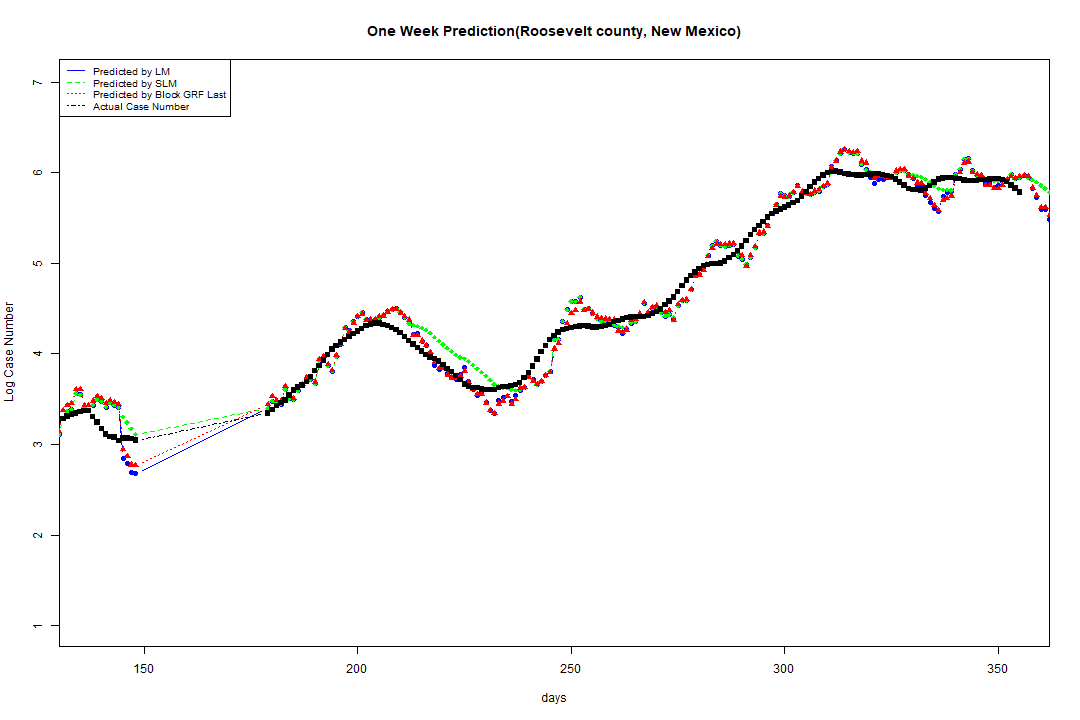 One Week Prediction(Roosevelt county, New Mexico)
Predicted by LM
Predicted by SLM
Predicted by Block GRF Last
Actual Case Number
7
6
5
4
3
2
1
Log Case Number
150 200 250 300 350
days